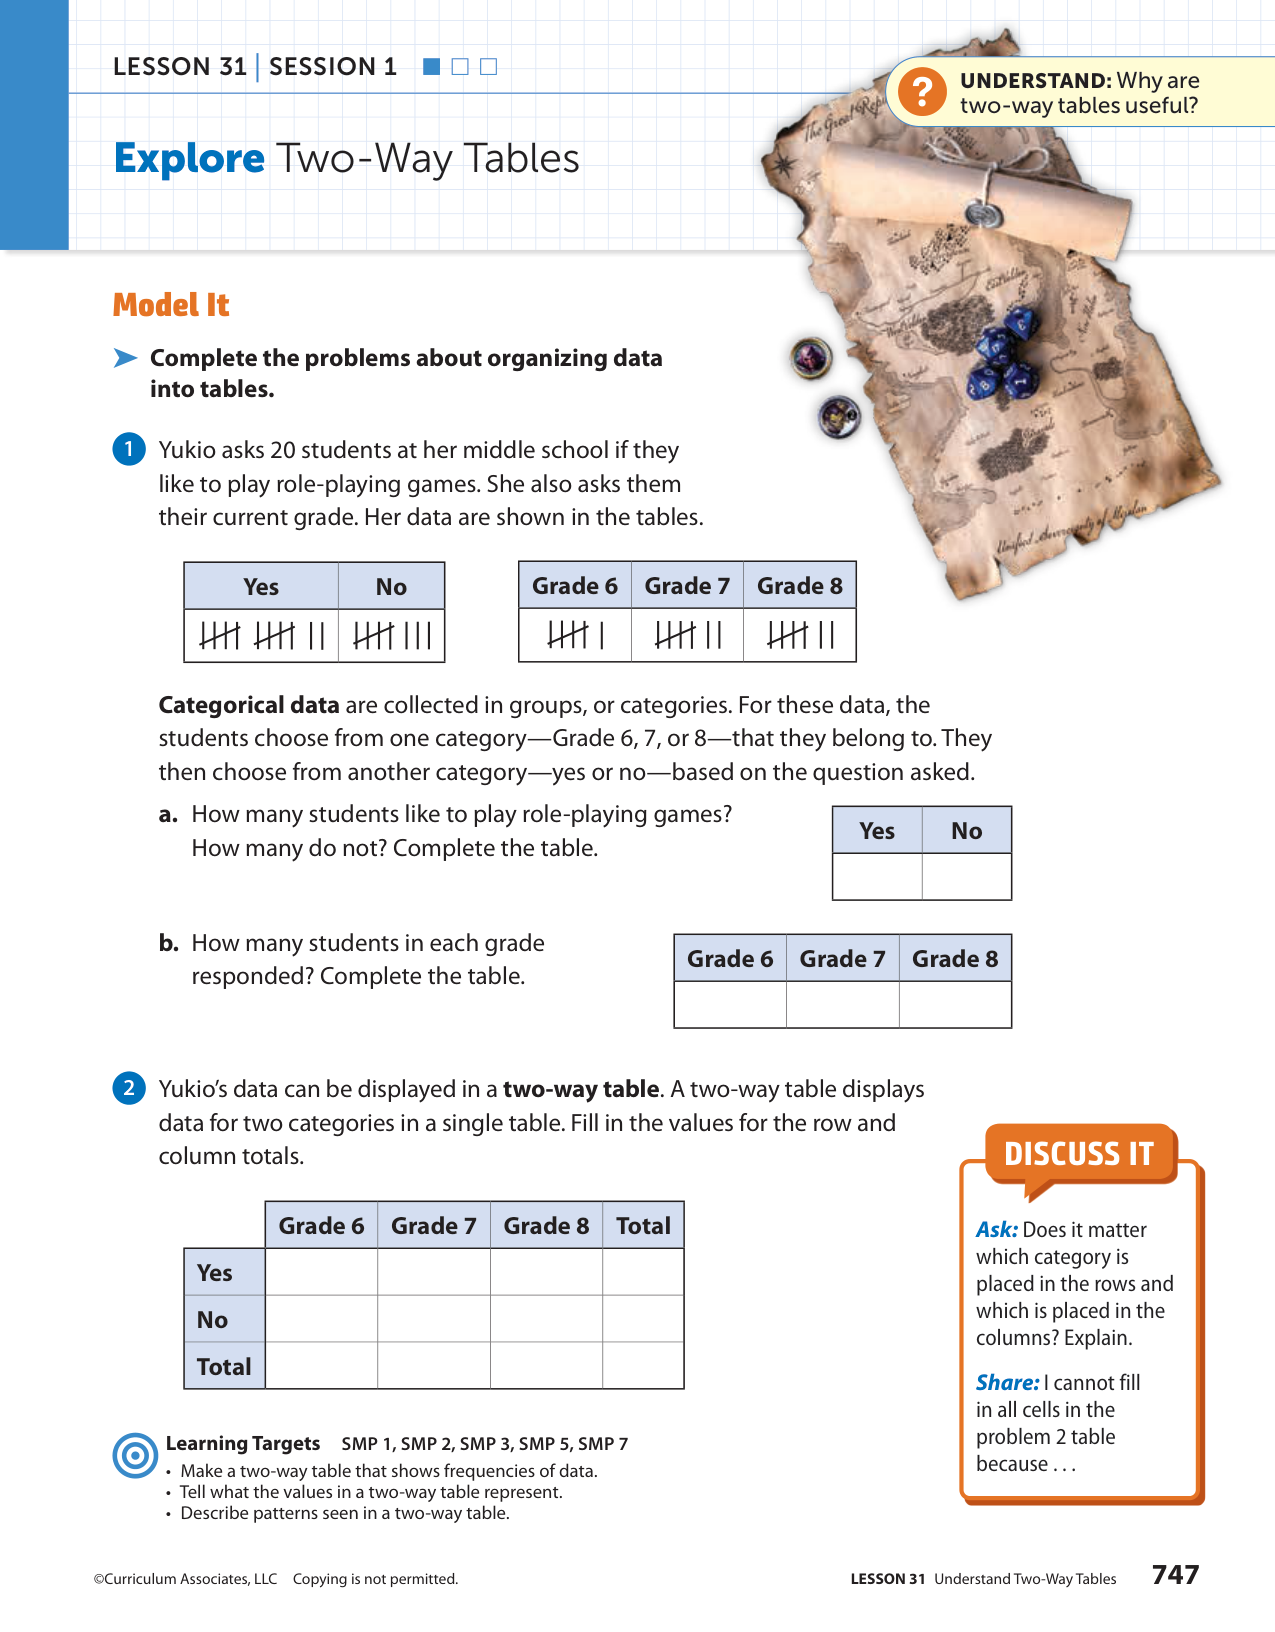 LESSON 31 | SESSION 1
UNDERSTAND: Why are
two-way tables useful?
?
Explore Two-Way Tables
The Great
Model It
Complete the problems about organizing data
into tables.
1 Yukio asks 20 students at her middle school if they
like to play role-playing games. She also asks them
their current grade. Her data are shown in the tables.
Yes No
Grade 6 Grade 7 Grade 8
Categorical data are collected in groups, or categories. For these data, the
students choose from one category—Grade 6, 7, or 8—that they belong to. They
then choose from another category—yes or no—based on the question asked.
a. How many students like to play role-playing games?
How many do not? Complete the table.
Yes No
b. How many students in each grade
responded? Complete the table.
Grade 6 Grade 7 Grade 8
2 Yukio's data can be displayed in a two-way table. A two-way table displays
data for two categories in a single table. Fill in the values for the row and
column totals.
Grade 6 Grade 7 Grade 8 Total
Yes
No
Total
DISCUSS IT
Ask: Does it matter
which category is
placed in the rows and
which is placed in the
columns? Explain.
Share: I cannot fill
in all cells in the
problem 2 table
because . . .
Learning Targets SMP 1, SMP 2, SMP 3, SMP 5, SMP 7
• Make a two-way table that shows frequencies of data.
• Tell what the values in a two-way table represent.
• Describe patterns seen in a two-way table.
©Curriculum Associates, LLC Copying is not permitted.
LESSON 31 Understand Two-Way Tables 747